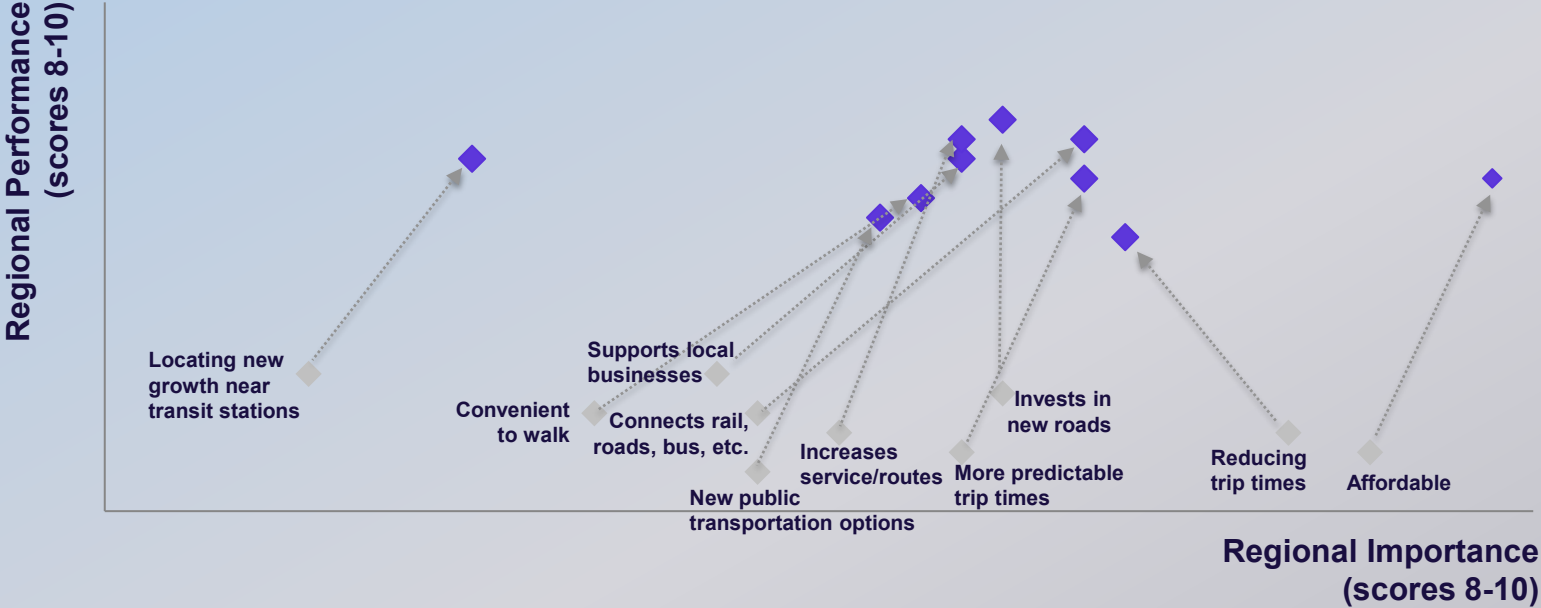 Regional Performance
(scores 8-10)
Locating new
growth near
transit stations
Supports local
businesses
Convenient
to walk
Connects rail,
roads, bus, etc.
New public
transportation options
Increases
service/routes
Invests in
new roads
More predictable
trip times
Reducing
trip times
Affordable
Regional Importance
(scores 8-10)